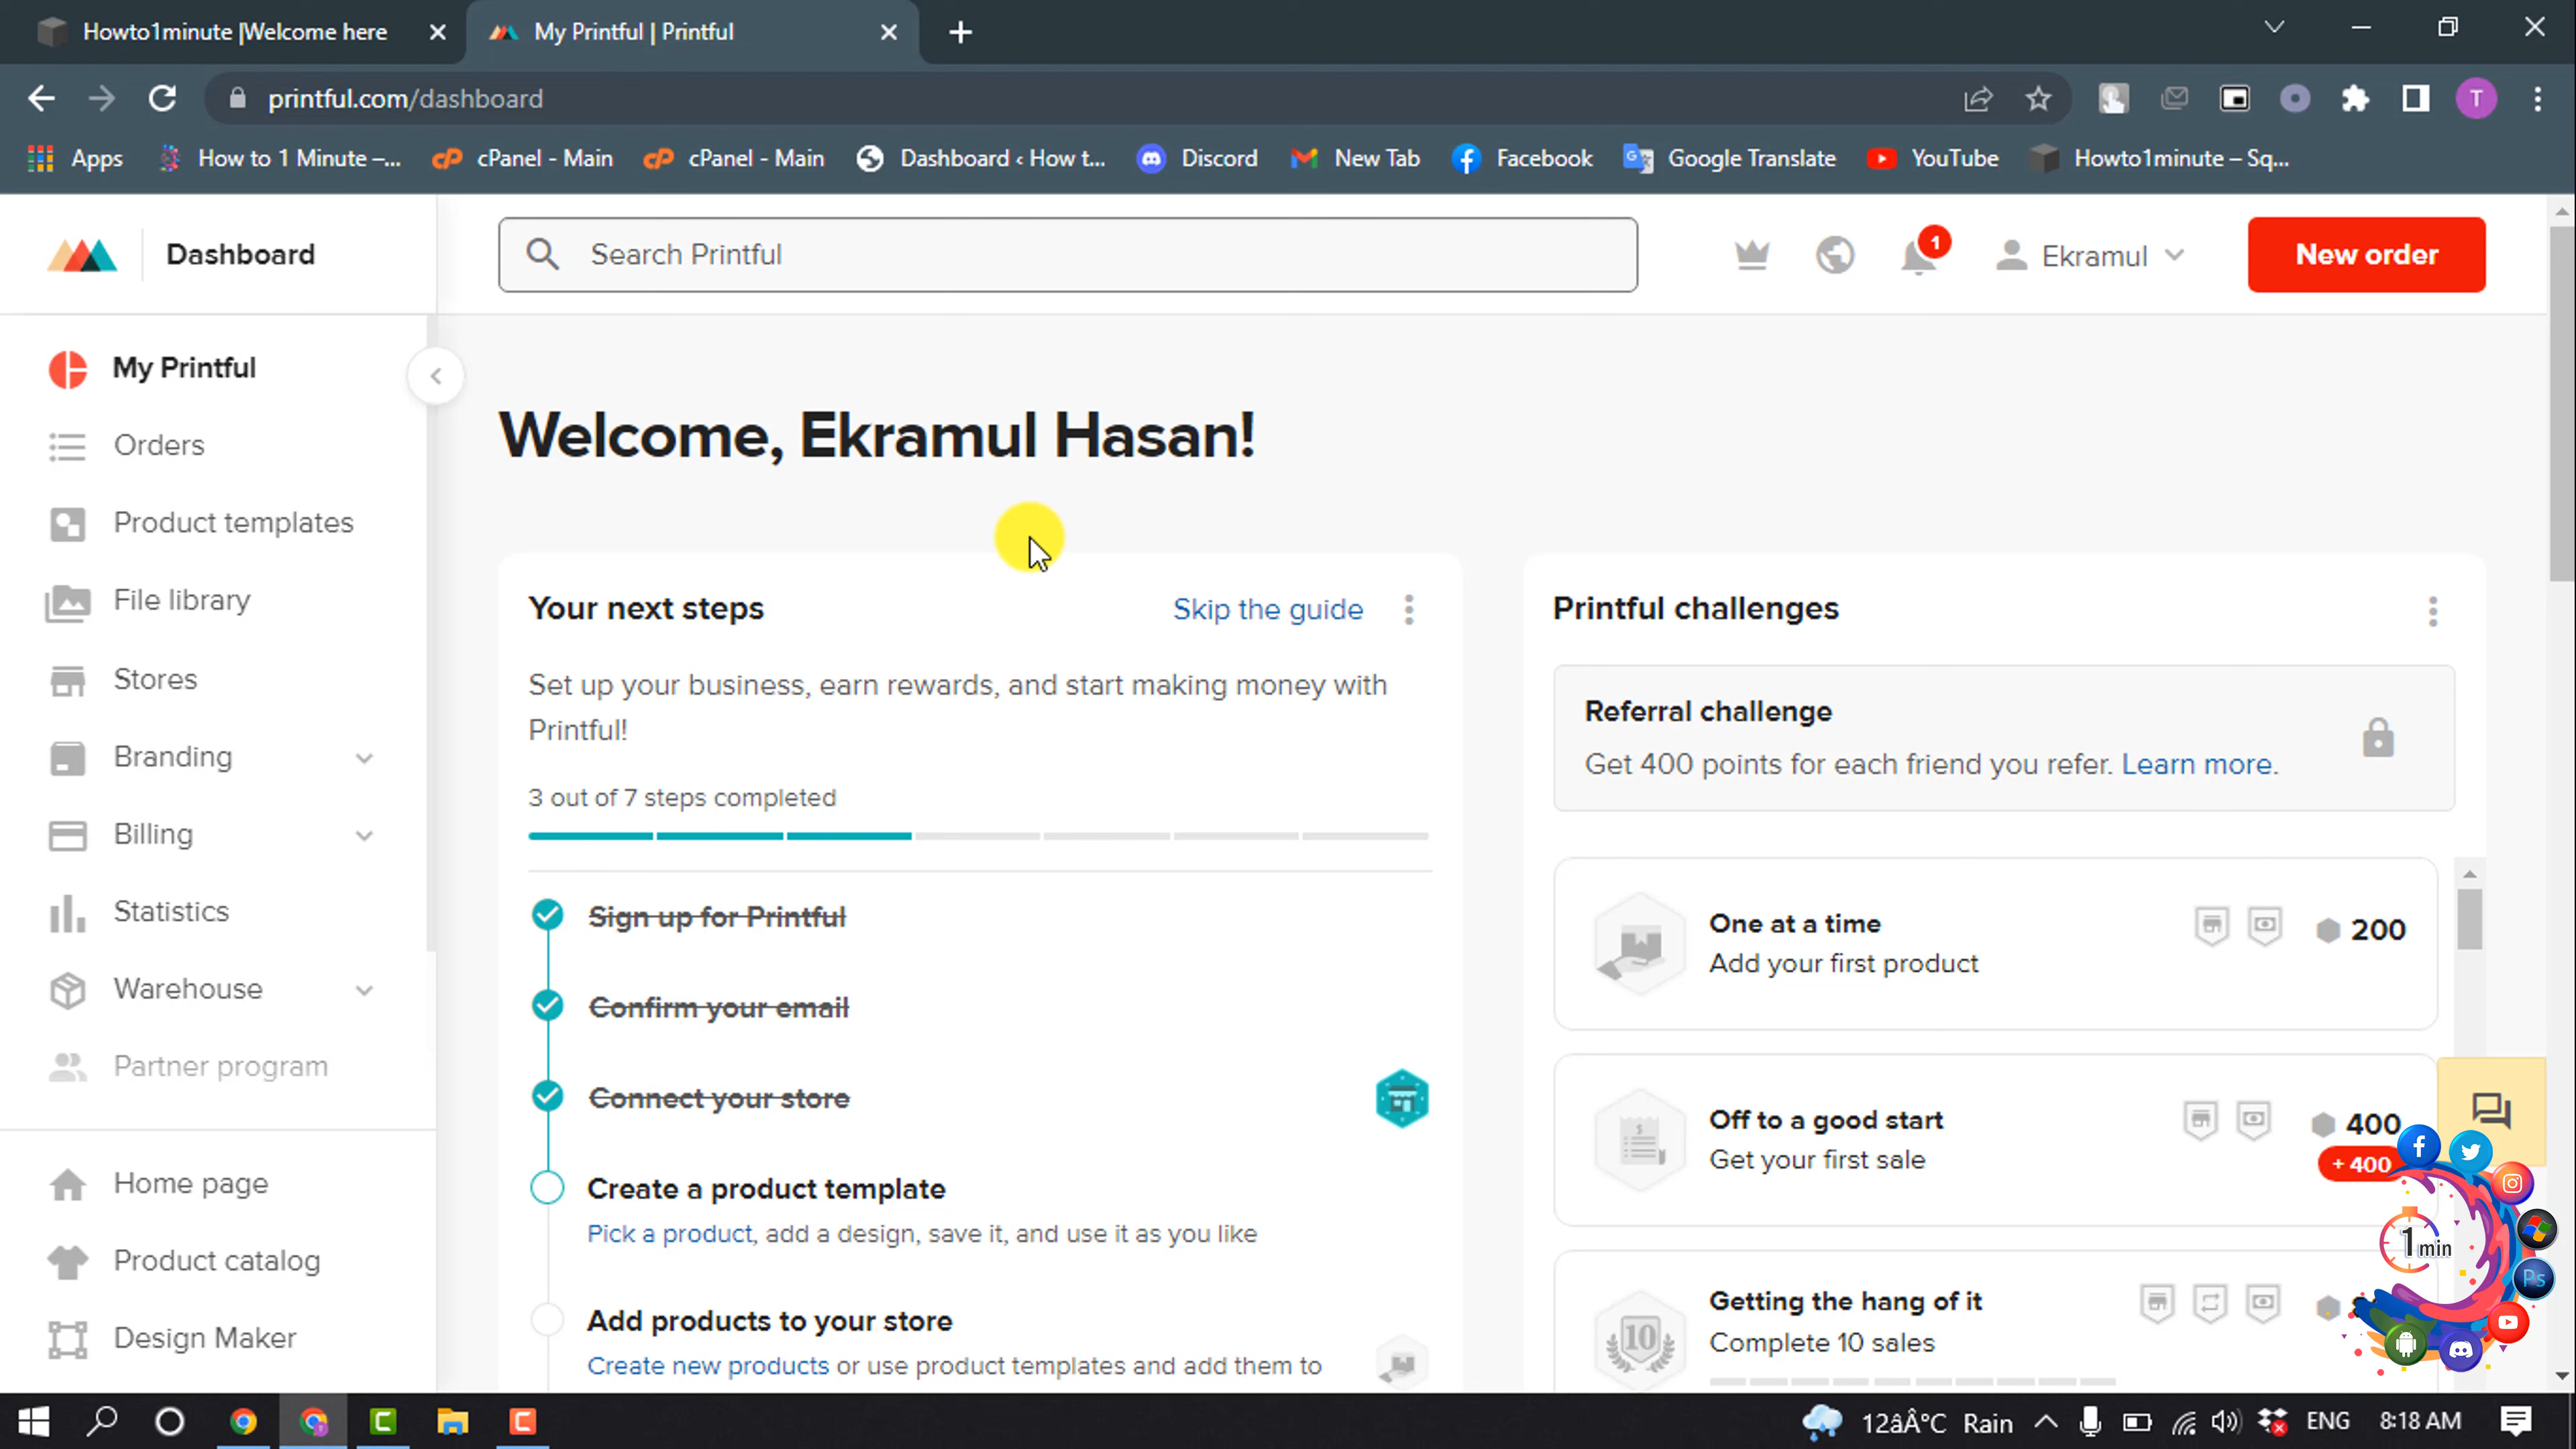 Howto1minute |Welcome here
My Printful | Printful
printful.com/dashboard
T
Apps
How to 1 Minute –...
cPanel - Main
cPanel - Main
Dashboard ‹ How t...
Discord
New Tab
Facebook
Google Translate
YouTube
Howto1minute – Sq...
Dashboard
Search Printful
1
Ekramul
New order
My Printful
Orders
Product templates
File library
Stores
Branding
Billing
Statistics
Warehouse
Partner program
Home page
Product catalog
Design Maker
Welcome, Ekramul Hasan!
Your next steps
Skip the guide
Set up your business, earn rewards, and start making money with
Printful!
3 out of 7 steps completed
Sign up for Printful
Confirm your email
Connect your store
Create a product template
Pick a product, add a design, save it, and use it as you like
Add products to your store
Create new products or use product templates and add them to
Printful challenges
Referral challenge
Get 400 points for each friend you refer. Learn more.
One at a time
Add your first product
200
Off to a good start
Get your first sale
400
+ 400
10
Getting the hang of it
Complete 10 sales
1 min
Ps
12âÂ°C Rain
ENG
8:18 AM